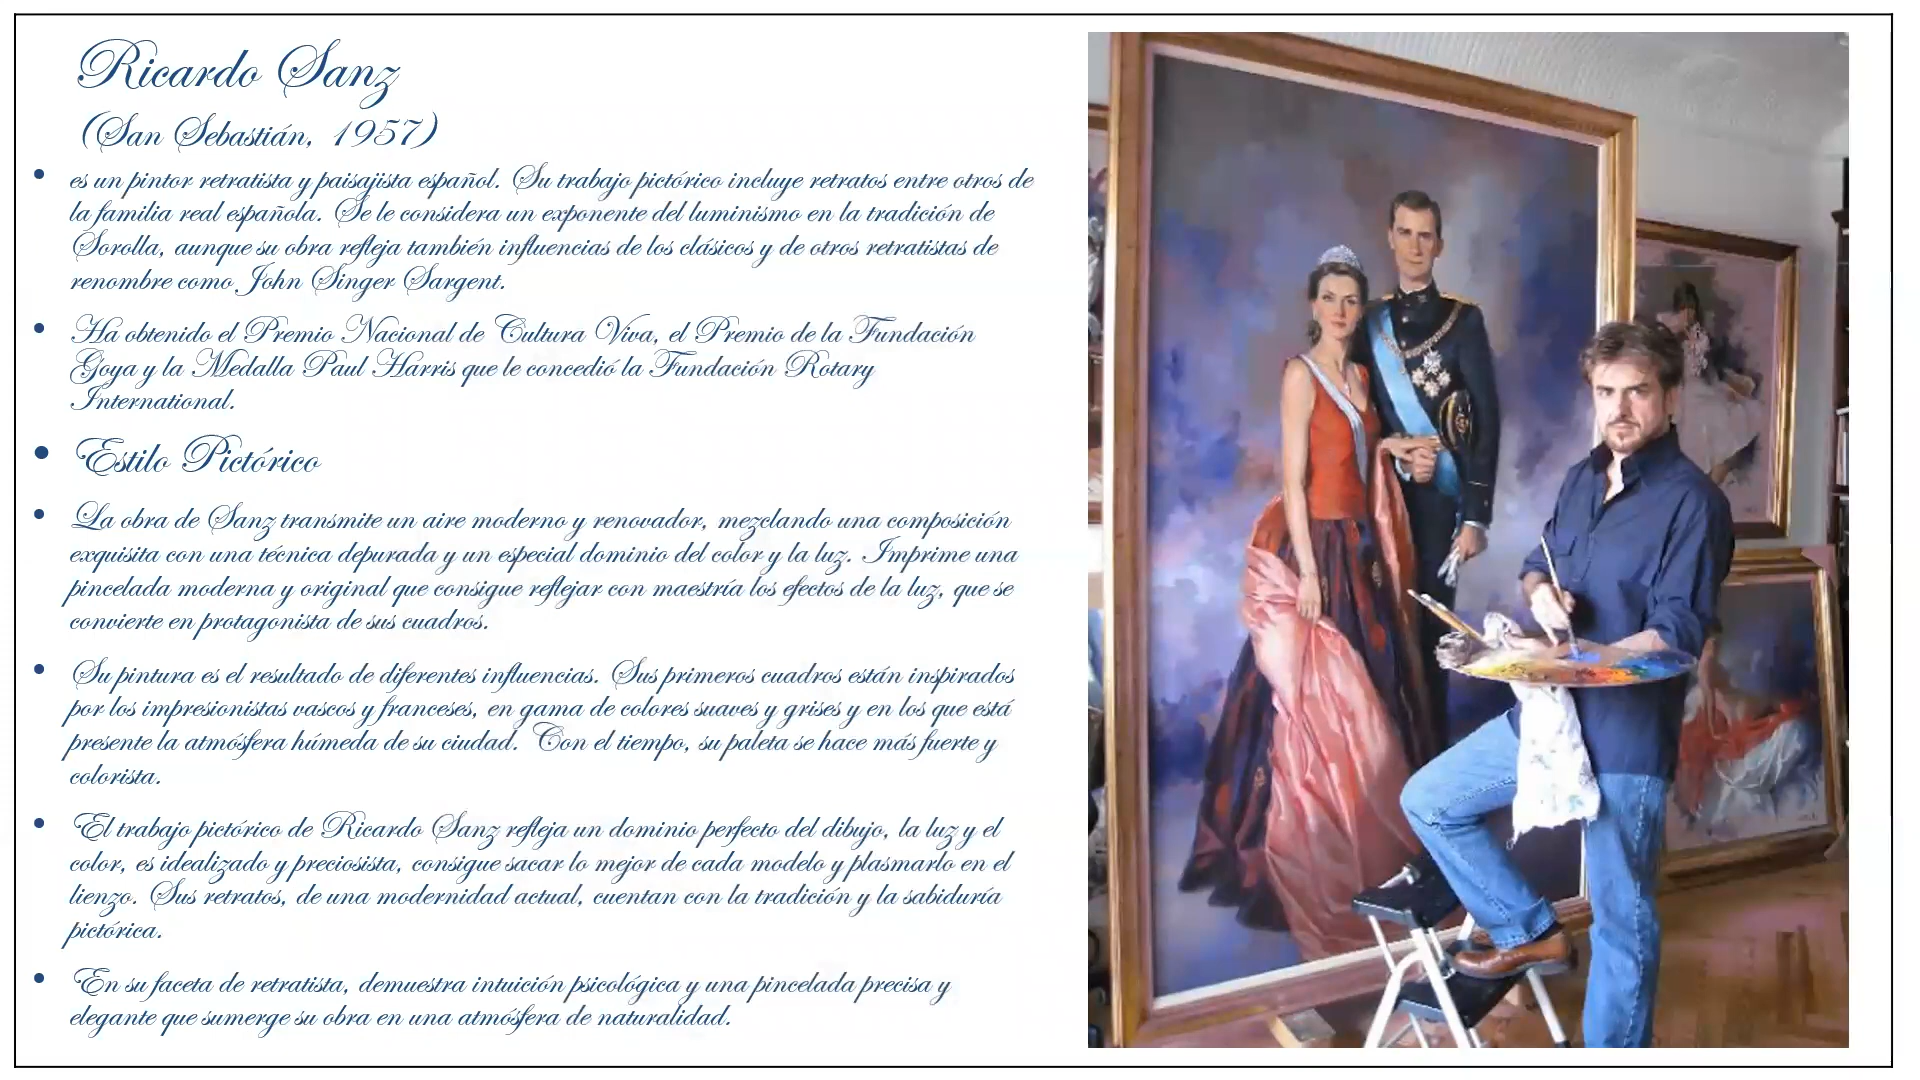 Ricardo Sanz
(San Sebastián, 1957)
• es un pintor retratista y paisajista español. Su trabajo pictórico incluye retratos entre otros de
la familia real española. Se le considera un exponente del luminismo en la tradición de
Sorolla, aunque su obra refleja también influencias de los clásicos y de otros retratistas de
renombre como John Singer Sargent.
• Ha obtenido el Premio Nacional de Cultura Viva, el Premio de la Fundación
Goya y la Medalla Paul Harris que le concedió la Fundación Rotary
International.
• Estilo Pictórico
• La obra de Sanz transmite un aire moderno y renovador, mezclando una composición
exquisita con una técnica depurada y un especial dominio del color y la luz. Imprime una
pincelada moderna y original que consigue reflejar con maestría los efectos de la luz, que se
convierte en protagonista de sus cuadros.
• Su pintura es el resultado de diferentes influencias. Sus primeros cuadros están inspirados
por los impresionistas vascos y franceses, en gama de colores suaves y grises y en los que está
presente la atmósfera húmeda de su ciudad. Con el tiempo, su paleta se hace más fuerte y
colorista.
• El trabajo pictórico de Ricardo Sanz refleja un dominio perfecto del dibujo, la luz y el
color, es idealizado y preciosista, consigue sacar lo mejor de cada modelo y plasmarlo en el
lienzo. Sus retratos, de una modernidad actual, cuentan con la tradición y la sabiduría
pictórica.
• En su faceta de retratista, demuestra intuición psicológica y una pincelada precisa y
elegante que sumerge su obra en una atmósfera de naturalidad.